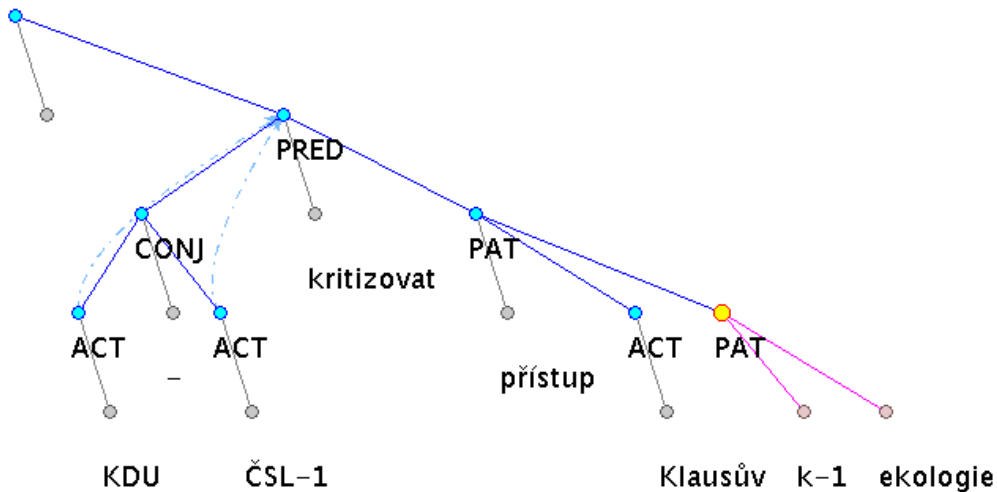 PRED
CONJ
PAT
kritizovat
ACT ACT ACT PAT
– přístup
KDU ČSL–1 Klausův k–1 ekologie